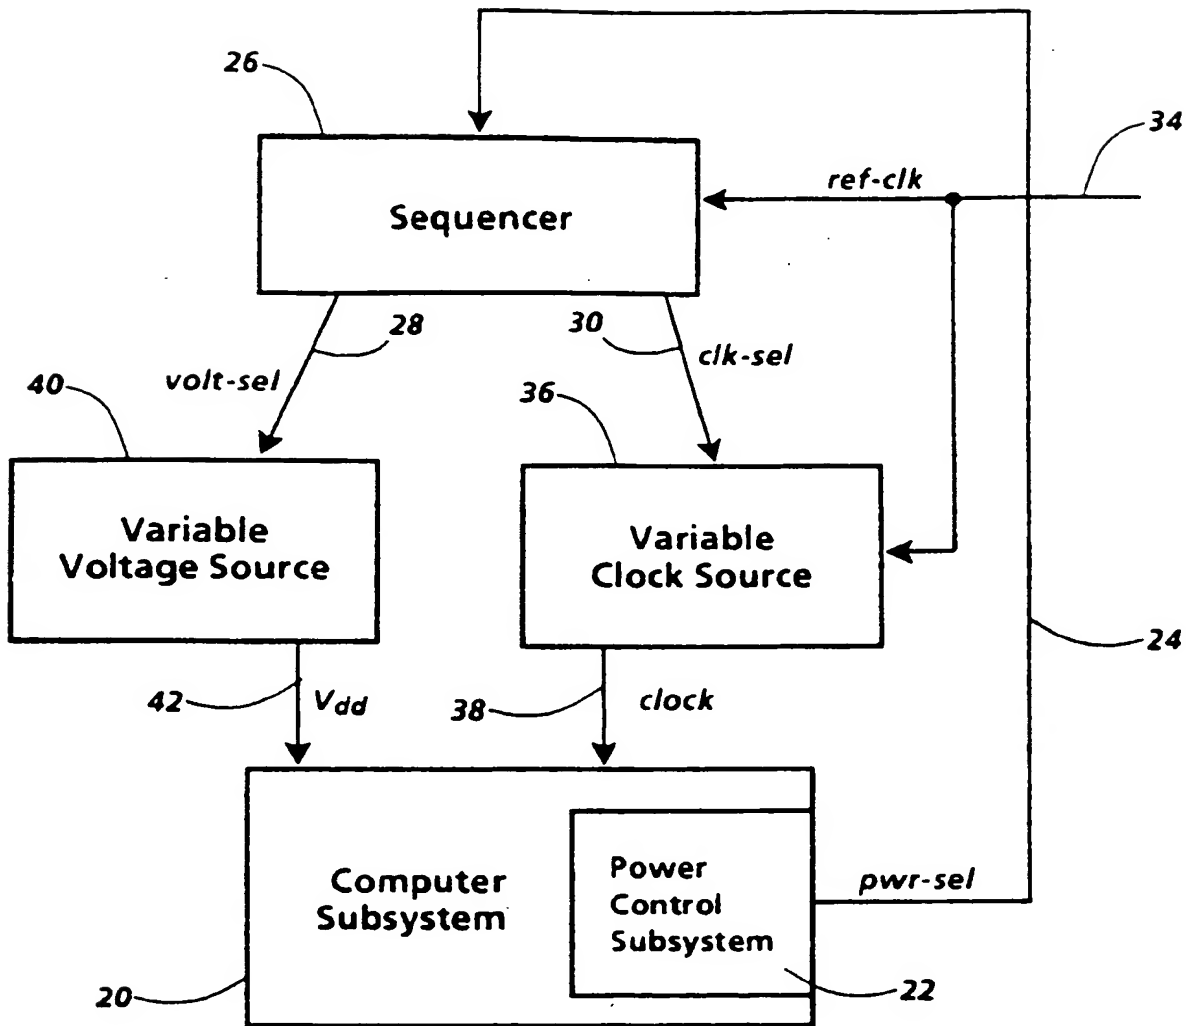 26
34
ref-clk
Sequencer
28
30
clk-sel
volt-sel
40
36
Variable
Voltage Source
Variable
Clock Source
24
42
Vdd
38
clock
Computer
Subsystem
Power
Control
Subsystem
pwr-sel
20
22